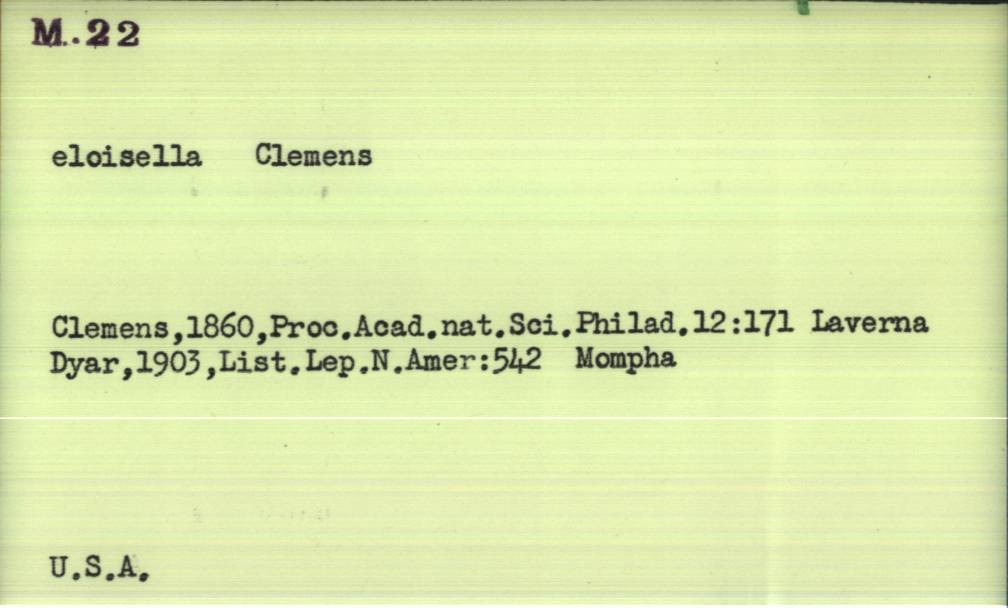 M.22
eloisella Clemens
Clemens,1860,Proc.Acad.nat.Sci.Philad.12:171 Laverna
Dyar,1903,List.Lep.N.Amer:542 Mompha
U.S.A.